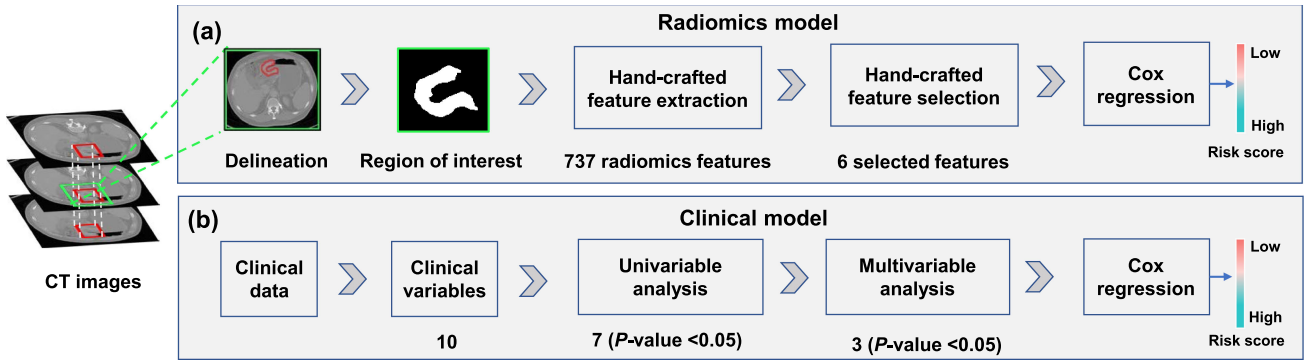 Radiomics model
(a)
Hand-crafted
feature extraction
Hand-crafted
feature selection
Cox
regression
Low
High
Risk score
Delineation
Region of interest
737 radiomics features
6 selected features
CT images
Clinical model
(b)
Clinical
data
Clinical
variables
Univariable
analysis
Multivariable
analysis
Cox
regression
Low
High
Risk score
10
7 (P-value <0.05)
3 (P-value <0.05)